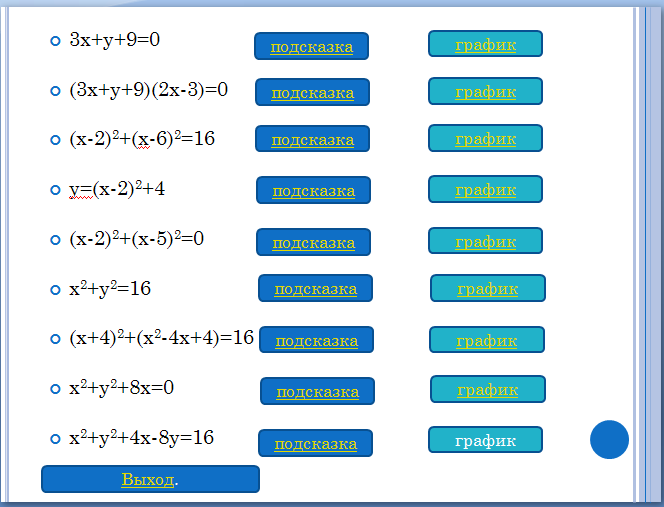 3x+y+9=0 подсказка график
(3x+y+9)(2x-3)=0 подсказка график
(x-2)²+(x-6)²=16 подсказка график
y=(x-2)²+4 подсказка график
(x-2)²+(x-5)²=0 подсказка график
x²+y²=16 подсказка график
(x+4)²+(x²-4x+4)=16 подсказка график
x²+y²+8x=0 подсказка график
x²+y²+4x-8y=16 подсказка график
Выход.